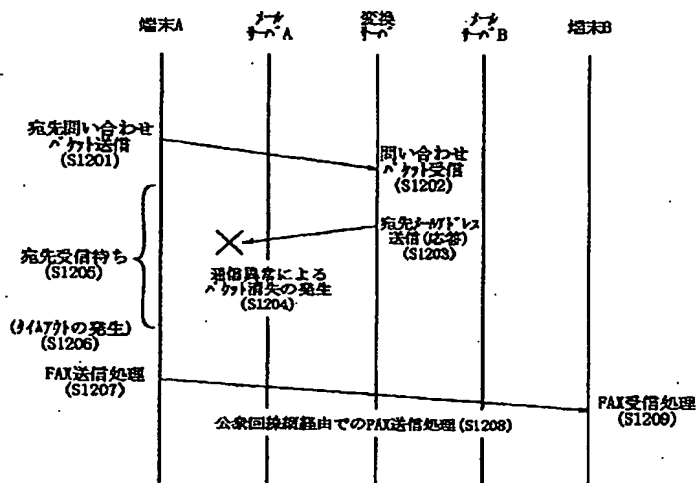 端末A
メール
サーバA
変換
サーバ
メール
サーバB
端末B
宛先問い合わせ
パケット送信
(S1201)
問い合わせ
パケット受信
(S1202)
宛先メールアドレス
送信(応答)
(S1203)
宛先受信待ち
(S1205)
通信異常による
パケット消失の発生
(S1204)
(タイムアウトの発生)
(S1206)
FAX送信処理
(S1207)
FAX受信処理
(S1209)
公衆回線網経由でのFAX送信処理(S1208)